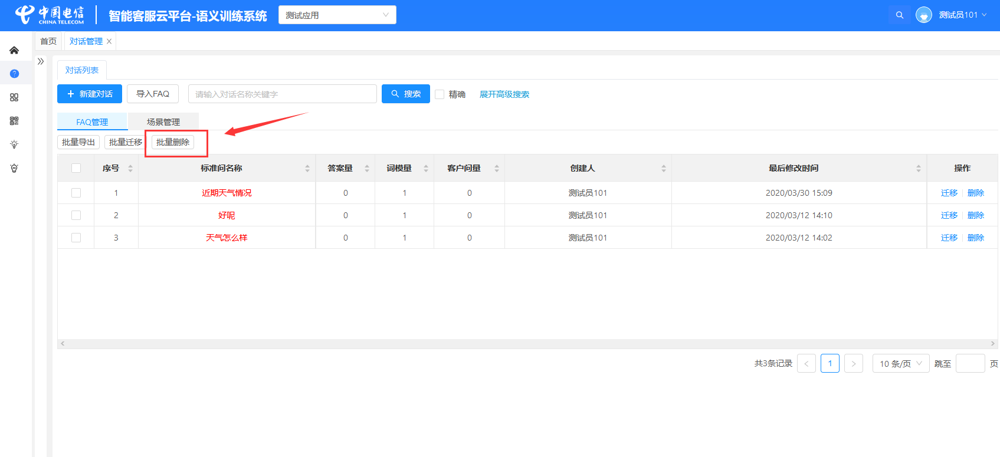 中国电信 CHINA TELECOM 智能客服云平台-语义训练系统 测试应用 测试员101
首页 对话管理
对话列表
新建对话 导入FAQ 请输入对话名称关键字 搜索 精确 展开高级搜索
FAQ管理 场景管理
批量导出 批量迁移 批量删除
序号 标准问名称 答案量 词模量 客户问量 创建人 最后修改时间 操作
1 近期天气情况 0 1 0 测试员101 2020/03/30 15:09 迁移 删除
2 好呢 0 1 0 测试员101 2020/03/12 14:10 迁移 删除
3 天气怎么样 0 1 0 测试员101 2020/03/12 14:02 迁移 删除
共3条记录 1 10 条/页 跳至 页